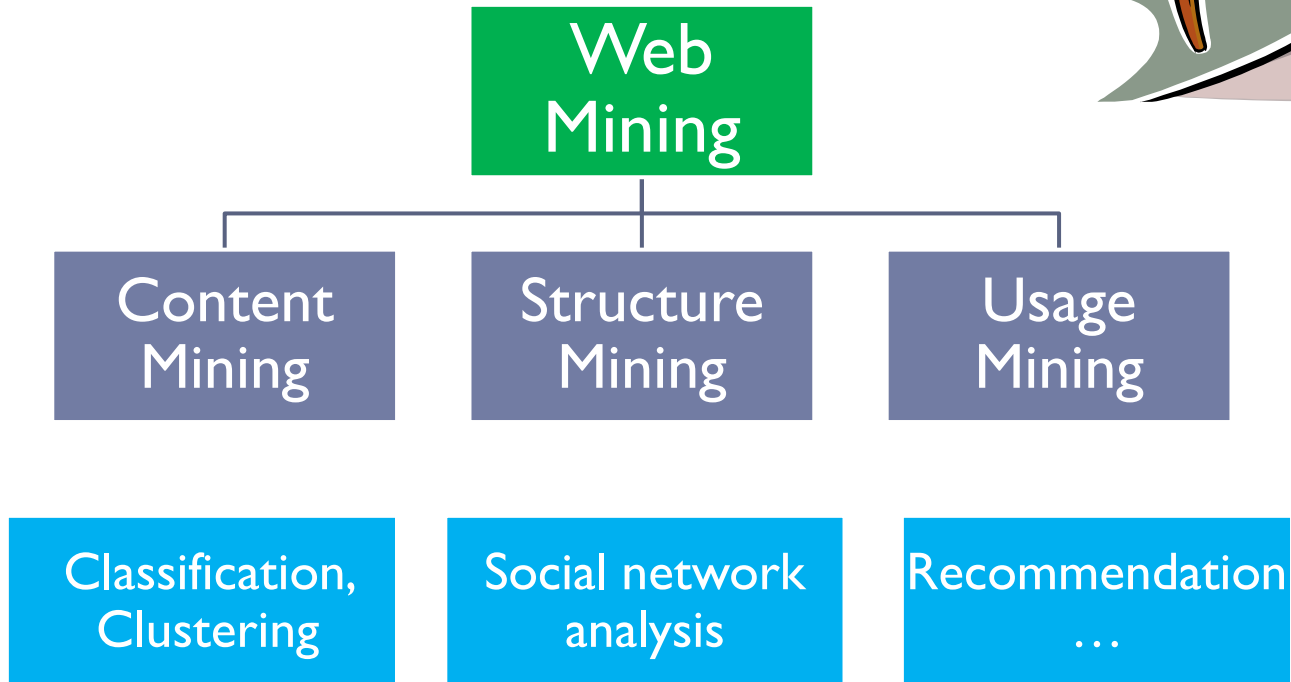 Web
Mining
Content
Mining
Structure
Mining
Usage
Mining
Classification,
Clustering
Social network
analysis
Recommendation
…